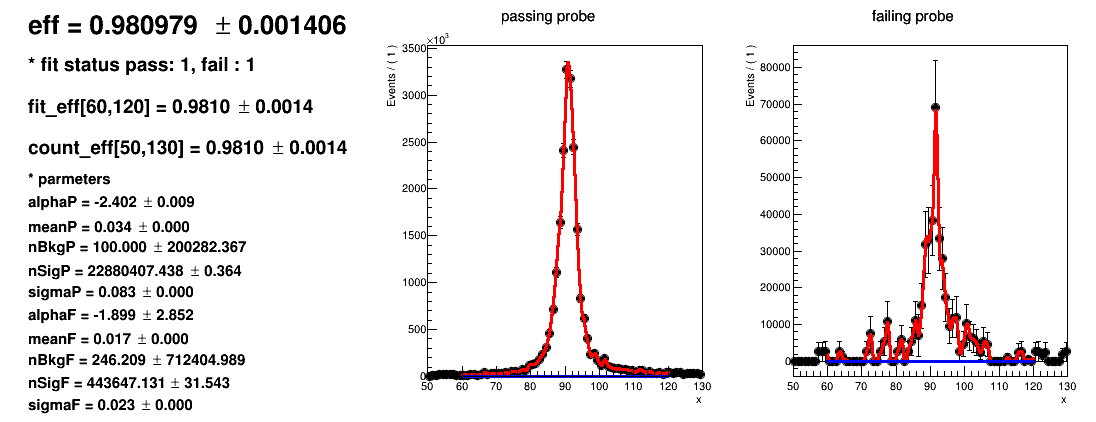 eff = 0.980979 ± 0.001406
* fit status pass: 1, fail : 1
fit_eff[60,120] = 0.9810 ± 0.0014
count_eff[50,130] = 0.9810 ± 0.0014
* parmeters
alphaP = -2.402 ± 0.009
meanP = 0.034 ± 0.000
nBkgP = 100.000 ± 200282.367
nSigP = 22880407.438 ± 0.364
sigmaP = 0.083 ± 0.000
alphaF = -1.899 ± 2.852
meanF = 0.017 ± 0.000
nBkgF = 246.209 ± 712404.989
nSigF = 443647.131 ± 31.543
sigmaF = 0.023 ± 0.000
passing probe
×10³
Events / ( 1 )
3500
3000
2500
2000
1500
1000
500
0
50 60 70 80 90 100 110 120 130
x
failing probe
Events / ( 1 )
80000
70000
60000
50000
40000
30000
20000
10000
0
50 60 70 80 90 100 110 120 130
x